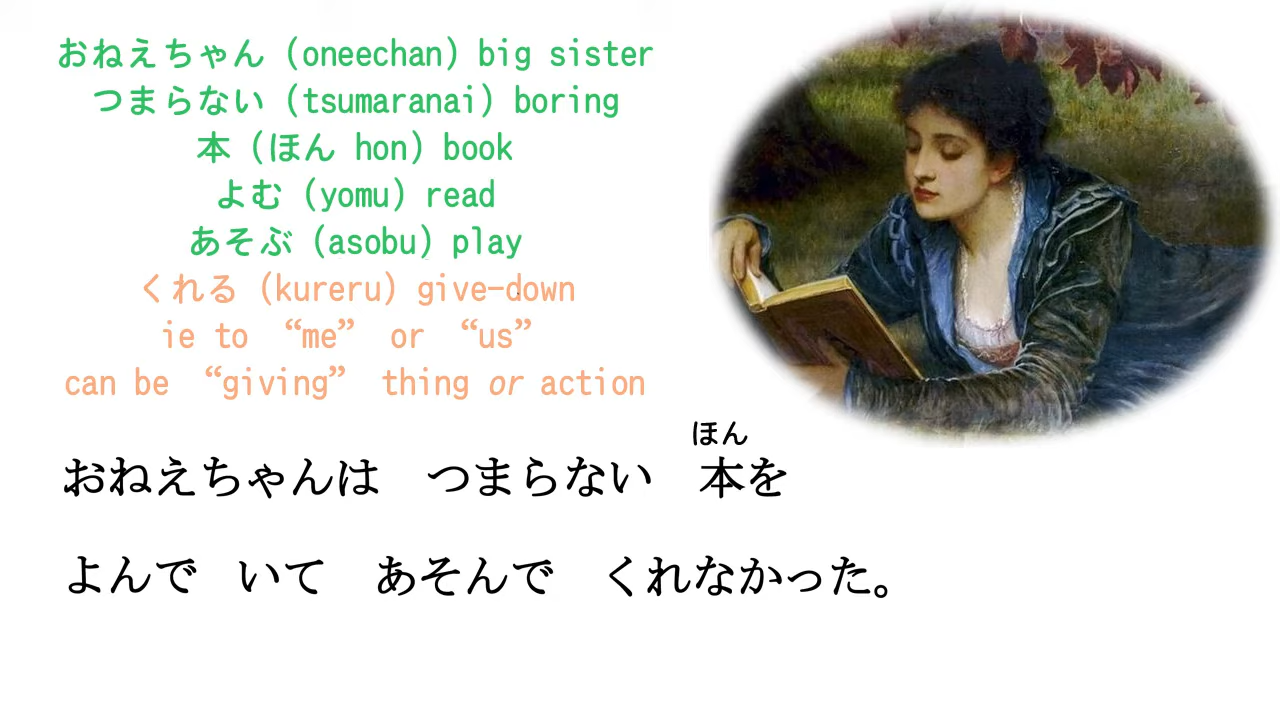 おねえちゃん (oneechan) big sister
つまらない (tsumaranai) boring
本 (ほん hon) book
よむ (yomu) read
あそぶ (asobu) play
くれる (kureru) give-down
ie to “me” or “us”
can be “giving” thing or action
ほん
おねえちゃんは つまらない 本を
よんで いて あそんで くれなかった。